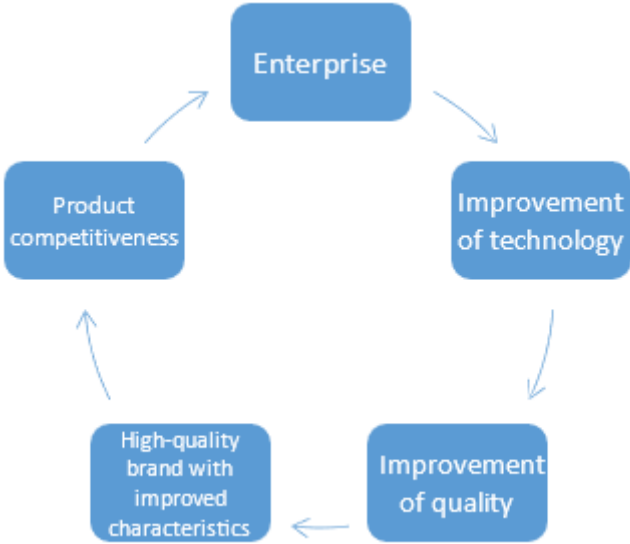 Enterprise
Improvement
of technology
Improvement
of quality
High-quality
brand with
improved
characteristics
Product
competitiveness